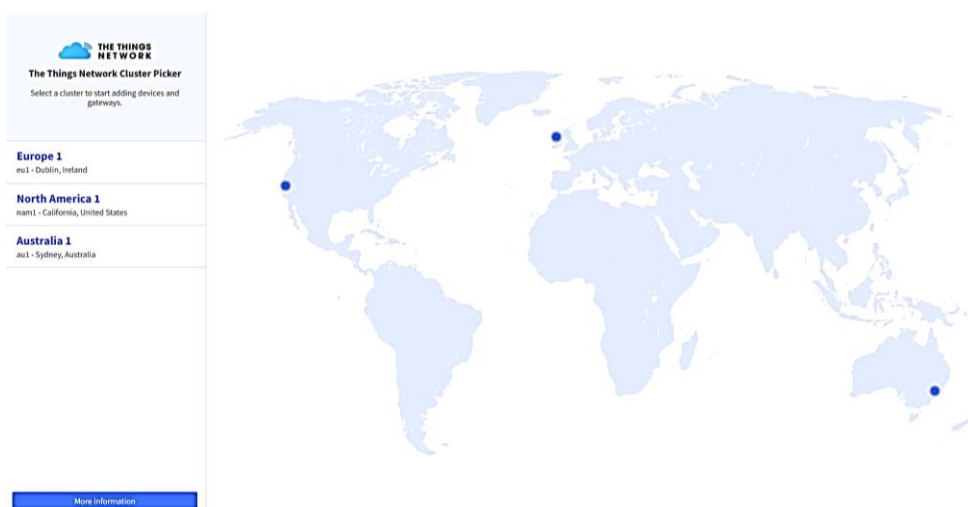 THE THINGS
NETWORK
The Things Network Cluster Picker
Select a cluster to start adding devices and
gateways.
Europe 1
eu1 - Dublin, Ireland
North America 1
nam1 - California, United States
Australia 1
au1 - Sydney, Australia
More information